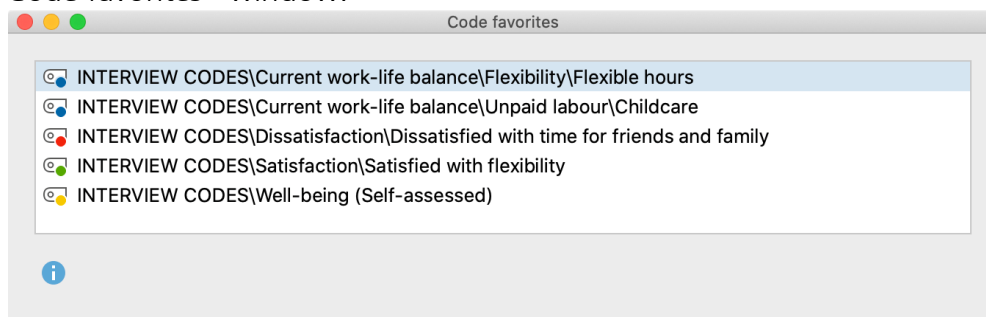 Code favorites
INTERVIEW CODES\Current work-life balance\Flexibility\Flexible hours
INTERVIEW CODES\Current work-life balance\Unpaid labour\Childcare
INTERVIEW CODES\Dissatisfaction\Dissatisfied with time for friends and family
INTERVIEW CODES\Satisfaction\Satisfied with flexibility
INTERVIEW CODES\Well-being (Self-assessed)